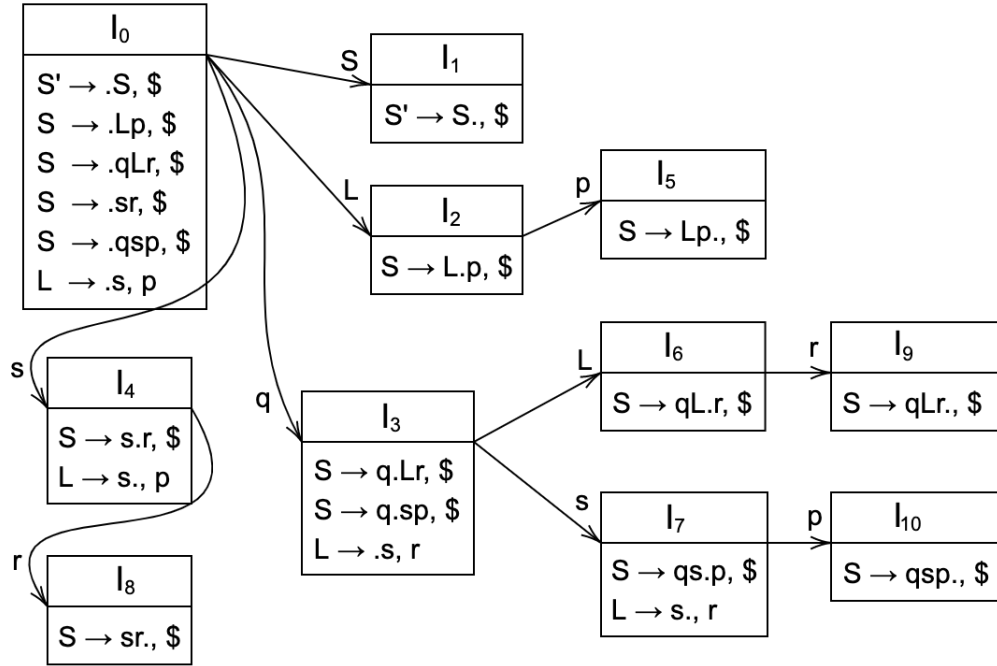 I₀
S' → .S, $
S → .Lp, $
S → .qLr, $
S → .sr, $
S → .qsp, $
L → .s, p
S
I₁
S' → S., $
L
I₂
S → L.p, $
p
I₅
S → Lp., $
s
I₄
S → s.r, $
L → s., p
q
I₃
S → q.Lr, $
S → q.sp, $
L → .s, r
L
I₆
S → qL.r, $
r
I₉
S → qLr., $
s
I₇
S → qs.p, $
L → s., r
p
I₁₀
S → qsp., $
r
I₈
S → sr., $